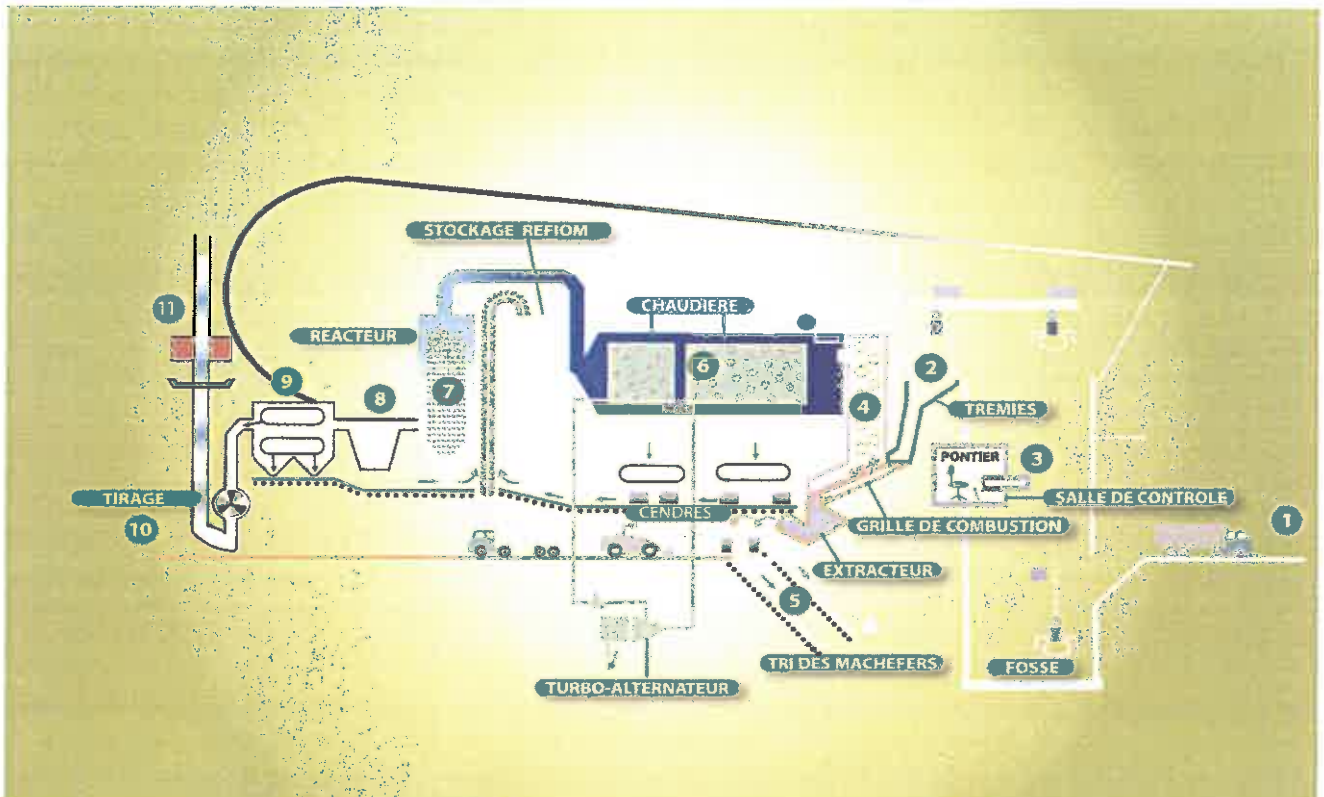 STOCKAGE REFIOM
CHAUDIERE
REACTEUR
11
9
8
7
6
4
2
TREMIES
PONTIER
3
SALLE DE CONTROLE
TIRAGE
10
CENDRES
GRILLE DE COMBUSTION
1
EXTRACTEUR
5
TRI DES MACHEFERS
FOSSE
TURBO-ALTERNATEUR